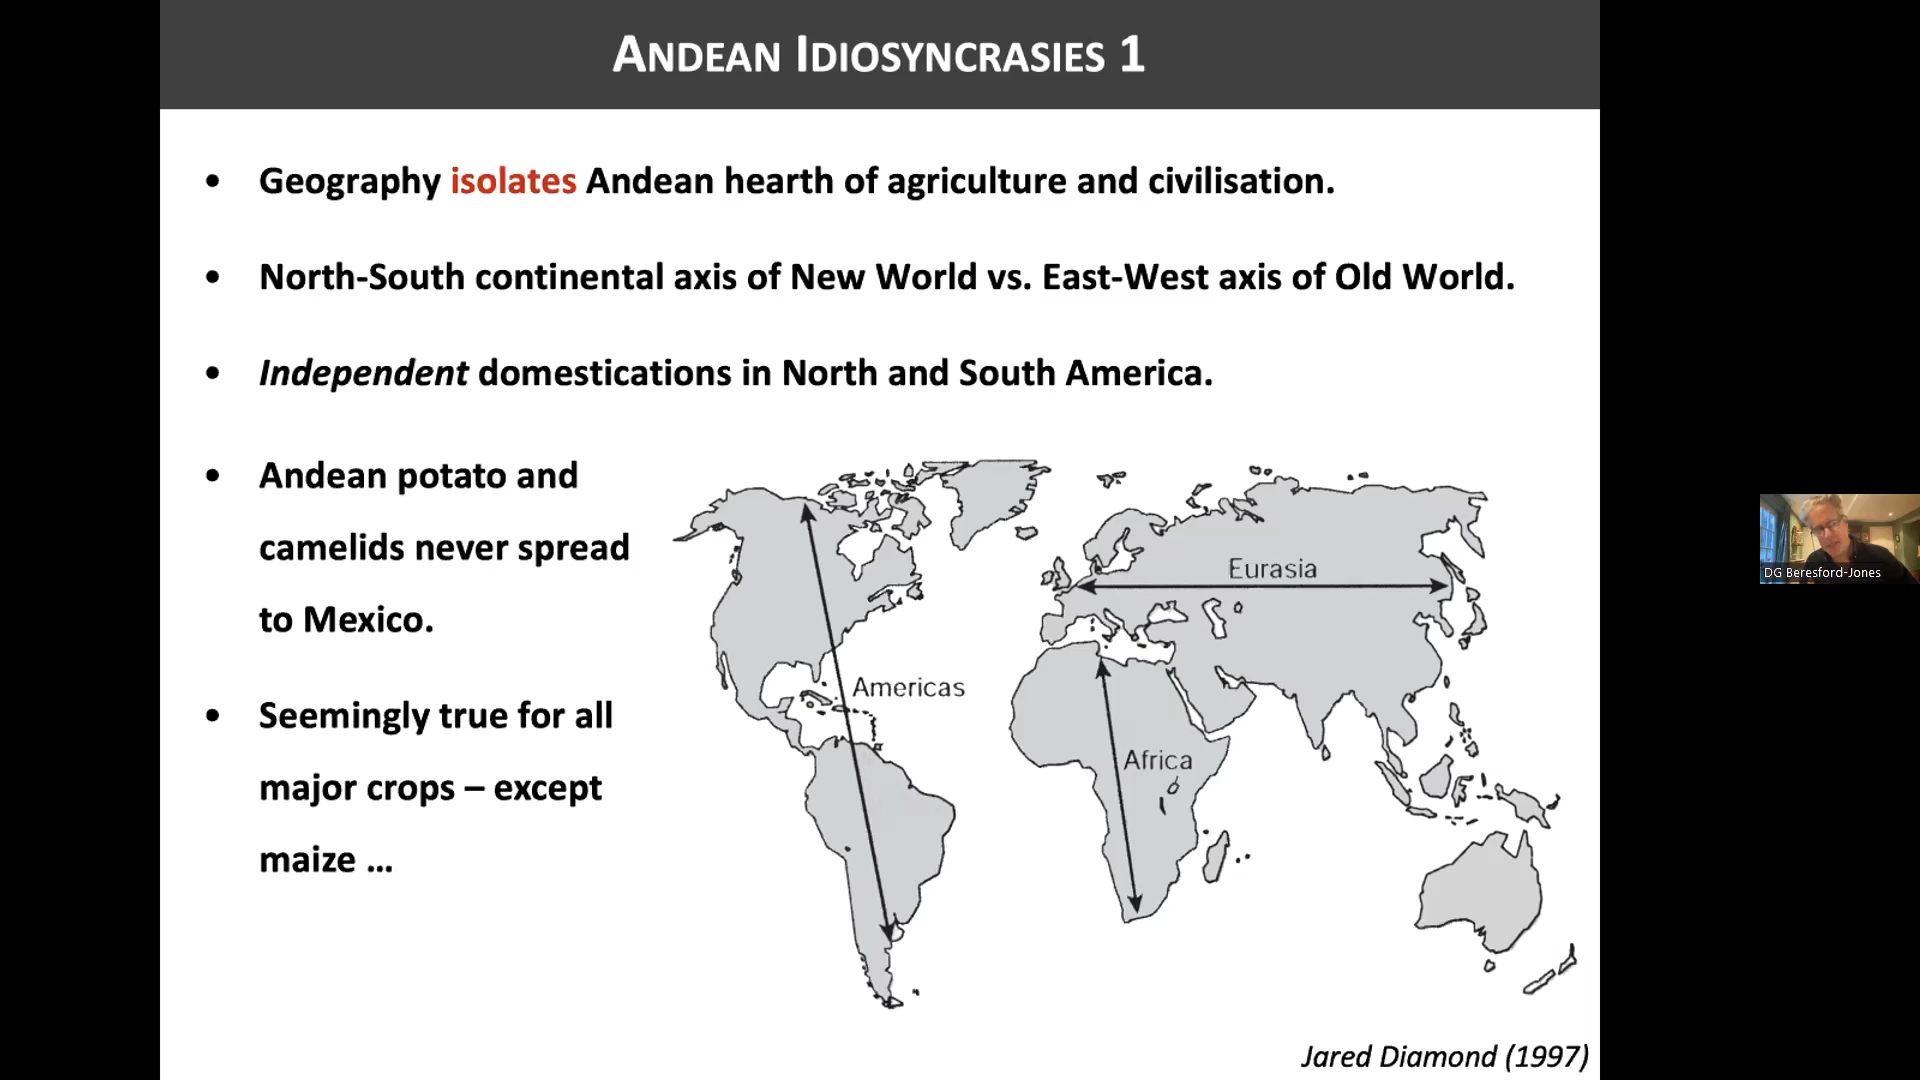 ANDEAN IDIOSYNCRASIES 1
• Geography isolates Andean hearth of agriculture and civilisation.
• North-South continental axis of New World vs. East-West axis of Old World.
• Independent domestications in North and South America.
• Andean potato and
camelids never spread
to Mexico.
• Seemingly true for all
major crops – except
maize ...
Eurasia
Americas
Africa
Jared Diamond (1997)
DG Beresford-Jones